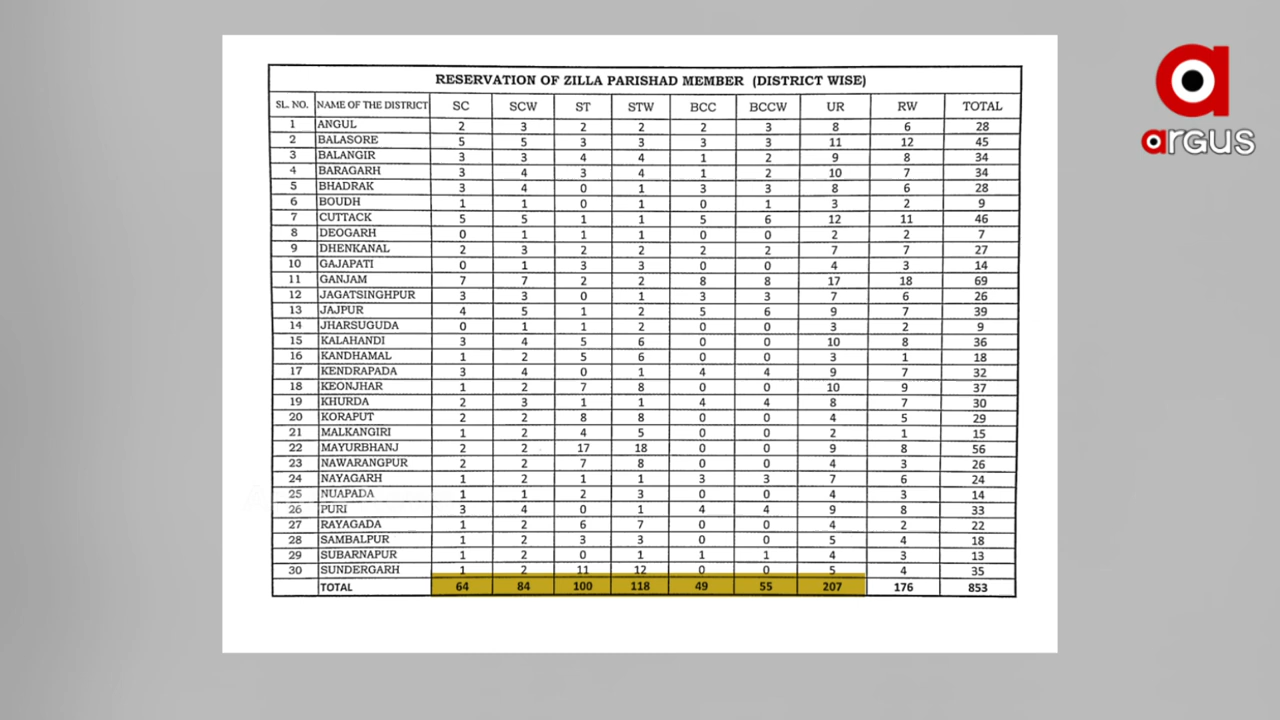 argus
RESERVATION OF ZILLA PARISHAD MEMBER (DISTRICT WISE)
SL. NO. NAME OF THE DISTRICT SC SCW ST STW BCC BCCW UR RW TOTAL
1 ANGUL 2 3 2 2 2 3 8 6 28
2 BALASORE 5 5 3 3 3 3 11 12 45
3 BALANGIR 3 3 4 4 1 2 9 8 34
4 BARAGARH 3 4 3 4 1 2 10 7 34
5 BHADRAK 3 4 0 1 3 3 8 6 28
6 BOUDH 1 1 0 1 0 1 3 2 9
7 CUTTACK 5 5 1 1 5 6 12 11 46
8 DEOGARH 0 1 1 1 0 0 2 2 7
9 DHENKANAL 2 3 2 2 2 2 7 7 27
10 GAJAPATI 0 1 3 3 0 0 4 3 14
11 GANJAM 7 7 2 2 8 8 17 18 69
12 JAGATSINGHPUR 3 3 0 1 3 3 7 6 26
13 JAJPUR 4 5 1 2 5 6 9 7 39
14 JHARSUGUDA 0 1 1 2 0 0 3 2 9
15 KALAHANDI 3 4 5 6 0 0 10 8 36
16 KANDHAMAL 1 2 5 6 0 0 3 1 18
17 KENDRAPADA 3 4 0 1 4 4 9 7 32
18 KEONJHAR 1 2 7 8 0 0 10 9 37
19 KHURDA 2 3 1 1 4 4 8 7 30
20 KORAPUT 2 2 8 8 0 0 4 5 29
21 MALKANGIRI 1 2 4 5 0 0 2 1 15
22 MAYURBHANJ 2 2 17 18 0 0 9 8 56
23 NAWARANGPUR 2 2 7 8 0 0 4 3 26
24 NAYAGARH 1 2 1 1 3 3 7 6 24
25 NUAPADA 1 1 2 3 0 0 4 3 14
26 PURI 3 4 0 1 4 4 9 8 33
27 RAYAGADA 1 2 6 7 0 0 4 2 22
28 SAMBALPUR 1 2 3 3 0 0 5 4 18
29 SUBARNAPUR 1 2 0 1 1 1 4 3 13
30 SUNDERGARH 1 2 11 12 0 0 5 4 35
TOTAL 64 84 100 118 49 55 207 176 853